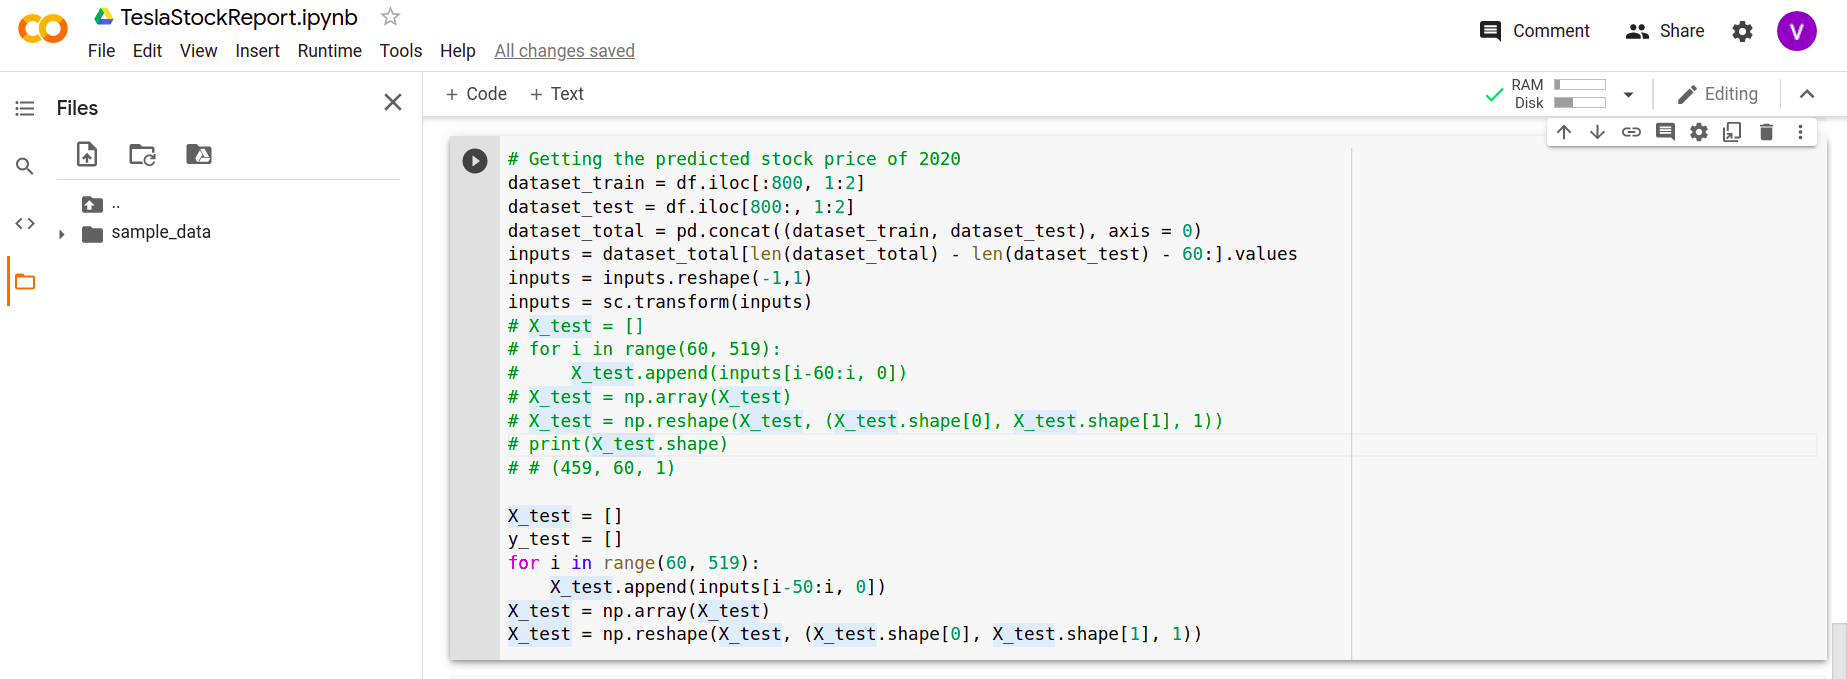 TeslaStockReport.ipynb
File Edit View Insert Runtime Tools Help All changes saved
Comment Share V
Files
+ Code + Text
RAM
Disk
Editing
..
sample_data
# Getting the predicted stock price of 2020
dataset_train = df.iloc[:800, 1:2]
dataset_test = df.iloc[800:, 1:2]
dataset_total = pd.concat((dataset_train, dataset_test), axis = 0)
inputs = dataset_total[len(dataset_total) - len(dataset_test) - 60:].values
inputs = inputs.reshape(-1,1)
inputs = sc.transform(inputs)
# X_test = []
# for i in range(60, 519):
#     X_test.append(inputs[i-60:i, 0])
# X_test = np.array(X_test)
# X_test = np.reshape(X_test, (X_test.shape[0], X_test.shape[1], 1))
# print(X_test.shape)
# # (459, 60, 1)
X_test = []
y_test = []
for i in range(60, 519):
    X_test.append(inputs[i-50:i, 0])
X_test = np.array(X_test)
X_test = np.reshape(X_test, (X_test.shape[0], X_test.shape[1], 1))